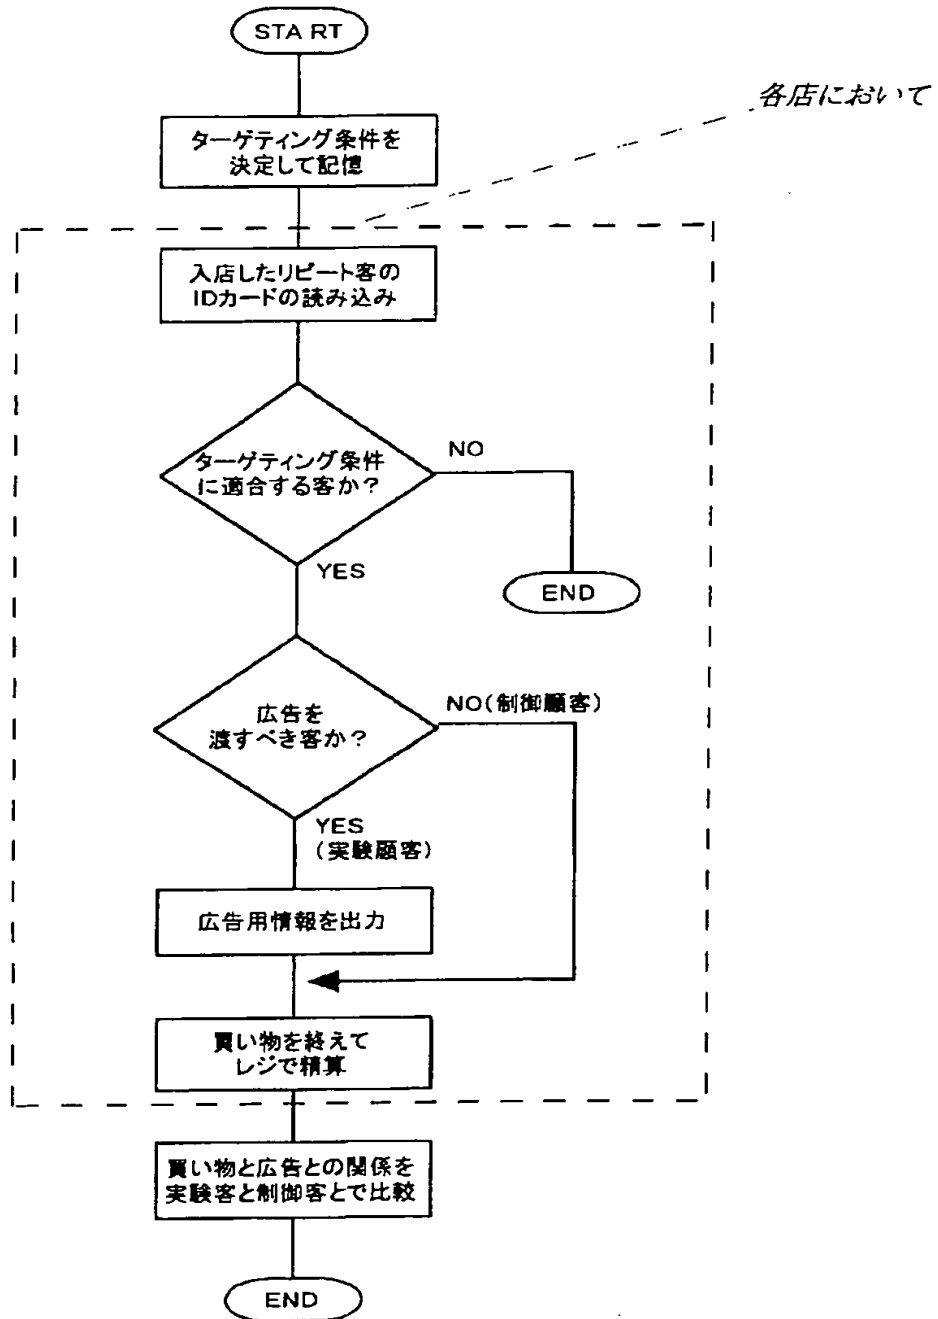 STA RT
各店において
ターゲティング条件を
決定して記憶
入店したリピート客の
IDカードの読み込み
ターゲティング条件
に適合する客か？
NO
YES
END
広告を
渡すべき客か？
NO(制御顧客)
YES
(実験顧客)
広告用情報を出力
買い物を終えて
レジで精算
買い物と広告との関係を
実験客と制御客とで比較
END